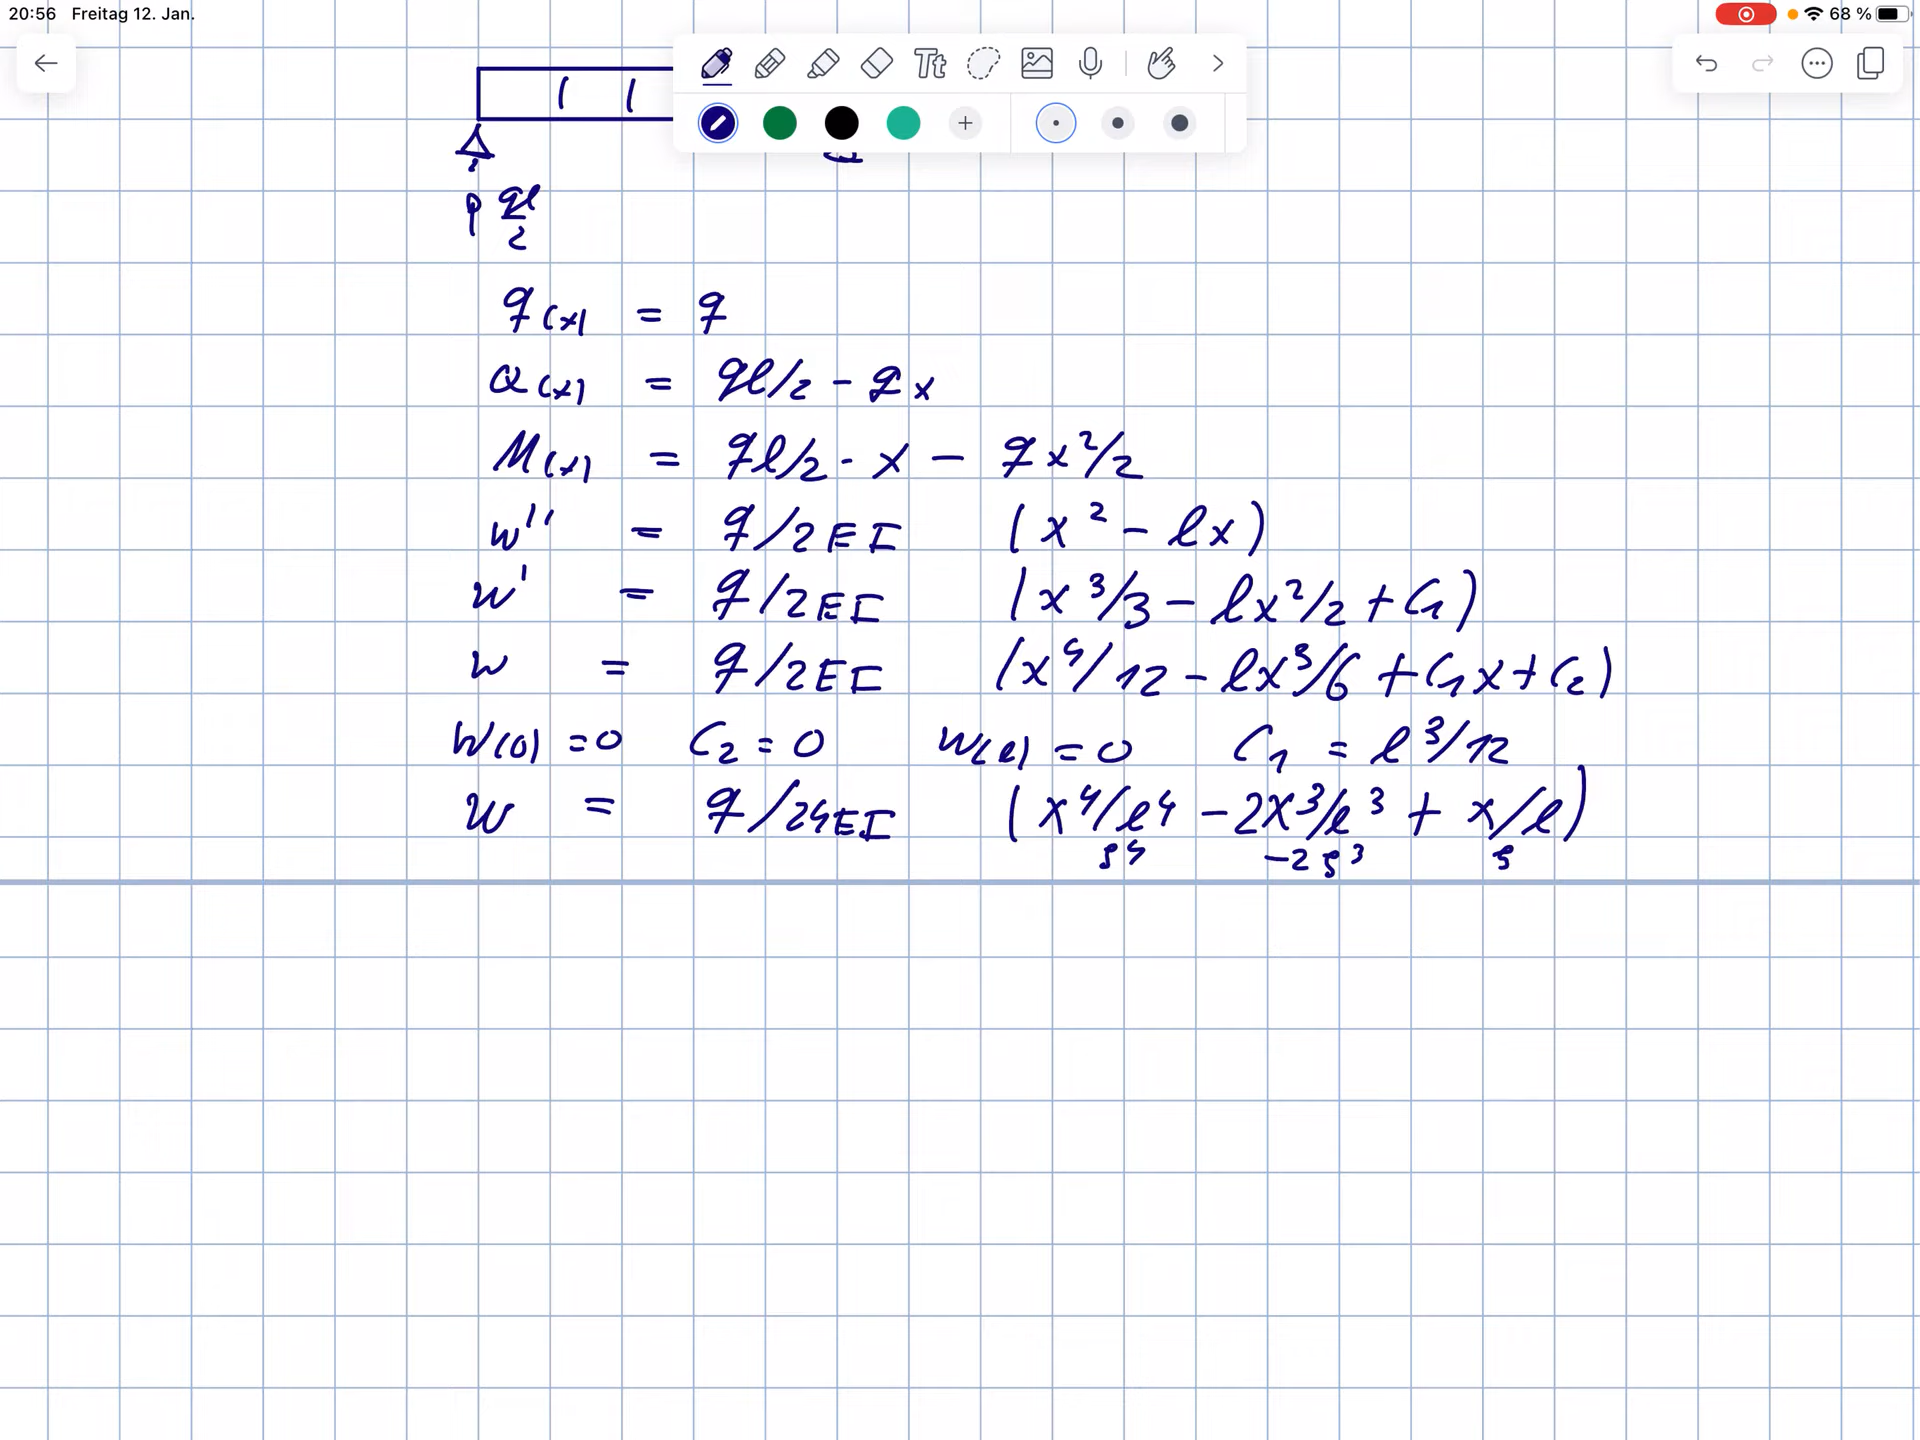 20:56 Freitag 12. Jan. 68 %
Tt
ql
2
q(x) = q
Q(x) = ql/2 - qx
M(x) = ql/2 · x - qx²/2
w'' = q/2EI (x² - lx)
w' = q/2EI (x³/3 - lx²/2 + C₁)
w = q/2EI (x⁴/12 - lx³/6 + C₁x + C₂)
w(0) = 0 C₂ = 0 w(l) = 0 C₁ = l³/12
w = q/24EI (x⁴/l⁴ - 2x³/l³ + x/l)
ξ⁴ -2ξ³ ξ